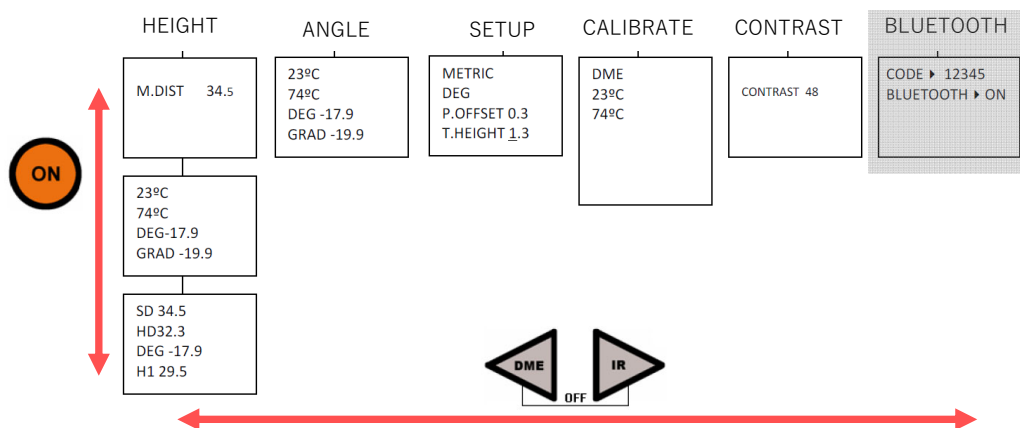 HEIGHT
ANGLE
SETUP
CALIBRATE
CONTRAST
BLUETOOTH
M.DIST 34.5
23ºC
74ºC
DEG -17.9
GRAD -19.9
METRIC
DEG
P.OFFSET 0.3
T.HEIGHT 1.3
DME
23ºC
74ºC
CONTRAST 48
CODE ▶ 12345
BLUETOOTH ▶ ON
ON
23ºC
74ºC
DEG-17.9
GRAD -19.9
SD 34.5
HD32.3
DEG -17.9
H1 29.5
DME
IR
OFF